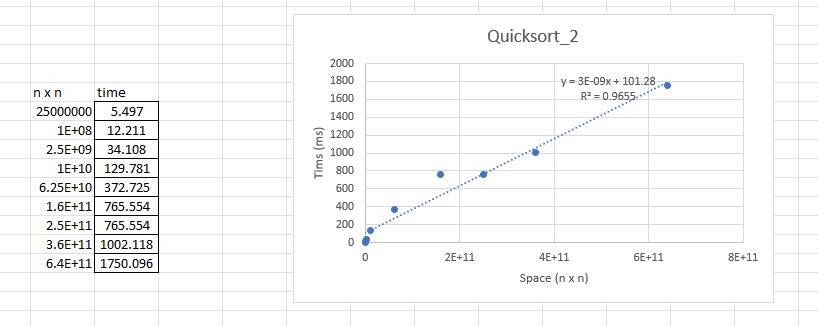 n x n time
25000000 5.497
1E+08 12.211
2.5E+09 34.108
1E+10 129.781
6.25E+10 372.725
1.6E+11 765.554
2.5E+11 765.554
3.6E+11 1002.118
6.4E+11 1750.096
Quicksort_2
2000
1800
1600
1400
1200
1000
800
600
400
200
0
Tims (ms)
y = 3E-09x + 101.28
R² = 0.9655
0 2E+11 4E+11 6E+11 8E+11
Space (n x n)